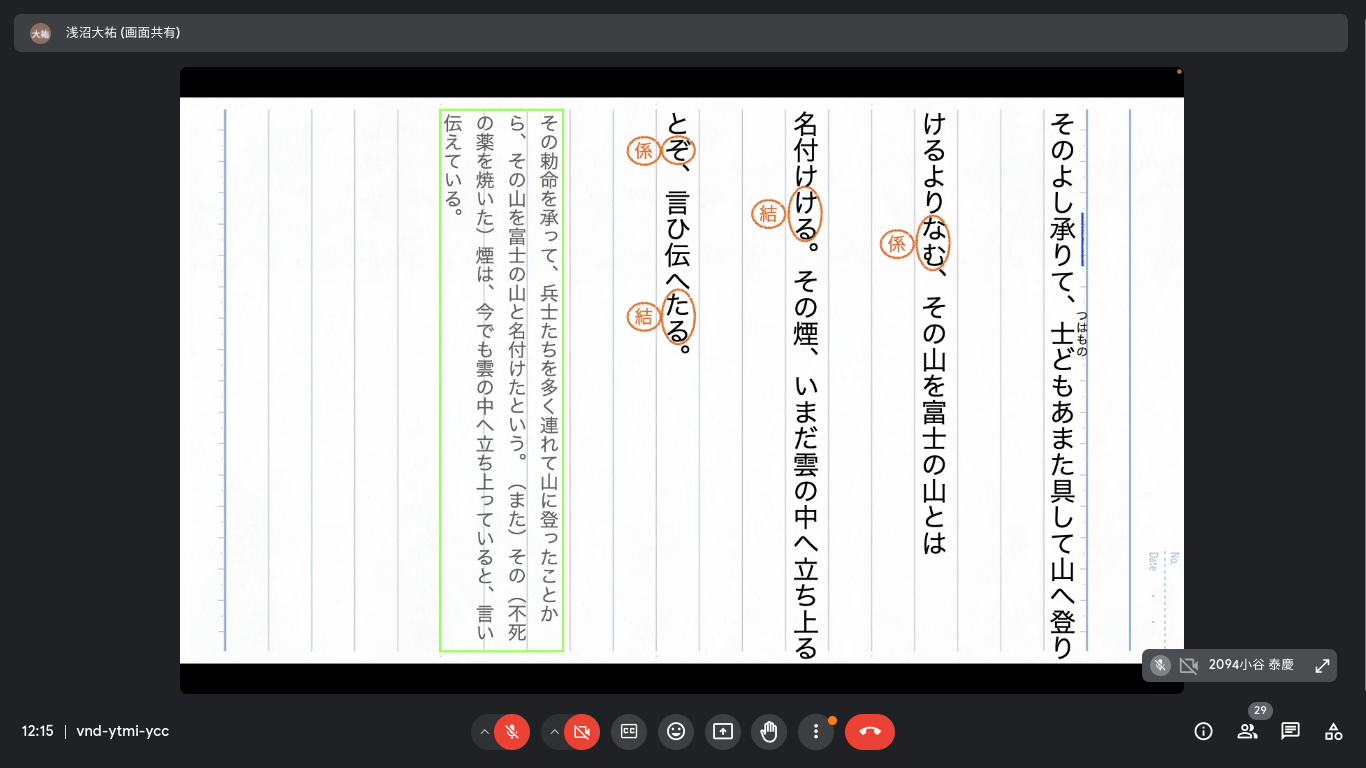 大祐
浅沼大祐 (画面共有)
No.
Date
そのよし承りて、士どもあまた具して山へ登り
つはもの
けるよりなむ、その山を富士の山とは
係
名付けける。その煙、いまだ雲の中へ立ち上る
結
とぞ、言ひ伝へたる。
係
結
その勅命を承って、兵士たちを多く連れて山に登ったことか
ら、その山を富士の山と名付けたという。（また）その（不死
の薬を焼いた）煙は、今でも雲の中へ立ち上っていると、言い
伝えている。
2094小谷 泰慶
12:15 | vnd-ytmi-ycc
CC
29